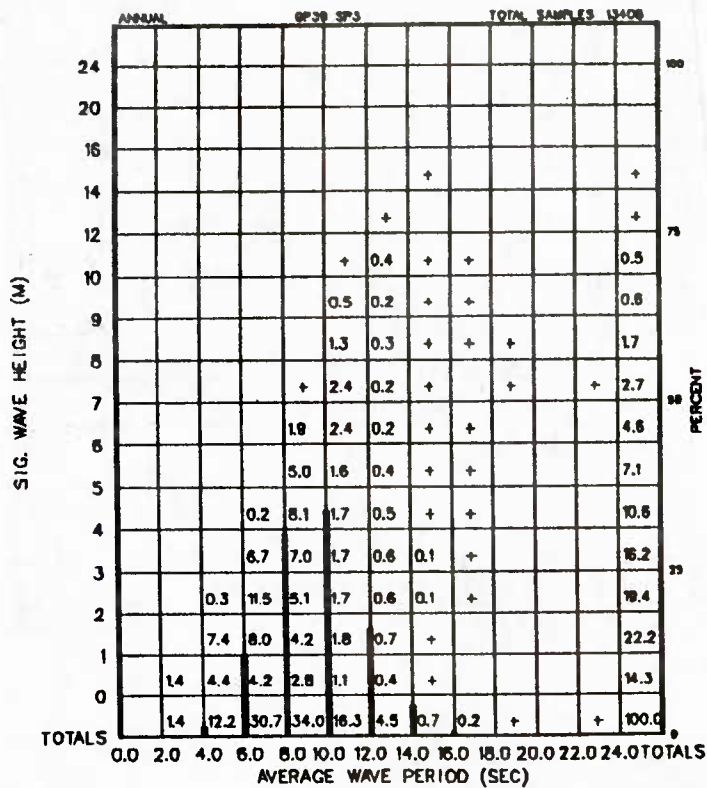 ANNUAL GP38 SP3 TOTAL SAMPLES 13406
24 100
20
16
+ +
14
+ +
12 75
+ 0.4 + + 0.5
10
0.5 0.2 + + 0.6
9
1.3 0.3 + + + 1.7
8
+ 2.4 0.2 + + + 2.7
7 50
1.9 2.4 0.2 + + 4.6
6
5.0 1.6 0.4 + + 7.1
5
0.2 8.1 1.7 0.5 + + 10.6
4
6.7 7.0 1.7 0.6 0.1 + 16.2
3 25
0.3 11.5 5.1 1.7 0.6 0.1 + 19.4
2
7.4 8.0 4.2 1.8 0.7 + 22.2
1
1.4 4.4 4.2 2.8 1.1 0.4 + 14.3
0
1.4 12.2 30.7 34.0 16.3 4.5 0.7 0.2 + + 100.0 0
TOTALS
0.0 2.0 4.0 6.0 8.0 10.0 12.0 14.0 16.0 18.0 20.0 22.0 24.0 TOTALS
AVERAGE WAVE PERIOD (SEC)
SIG. WAVE HEIGHT (M)
PERCENT